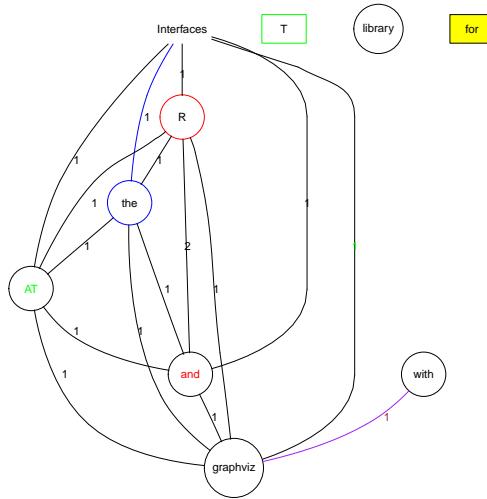 Interfaces T library for
1
R
1
1 1
1 the
1
1 2 1 1
AT
1 1
1 1
1 and with
1 1
graphviz